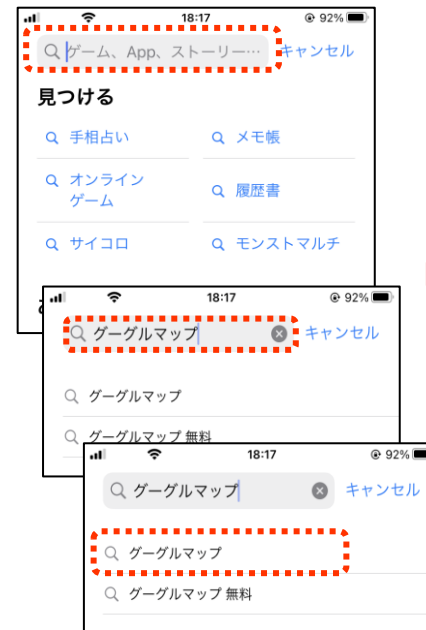 18:17 92%
ゲーム、App、ストーリー… キャンセル
見つける
手相占い メモ帳
オンライン
ゲーム
履歴書
サイコロ モンストマルチ
18:17 92%
グーグルマップ キャンセル
グーグルマップ
グーグルマップ 無料
18:17 92%
グーグルマップ キャンセル
グーグルマップ
グーグルマップ 無料